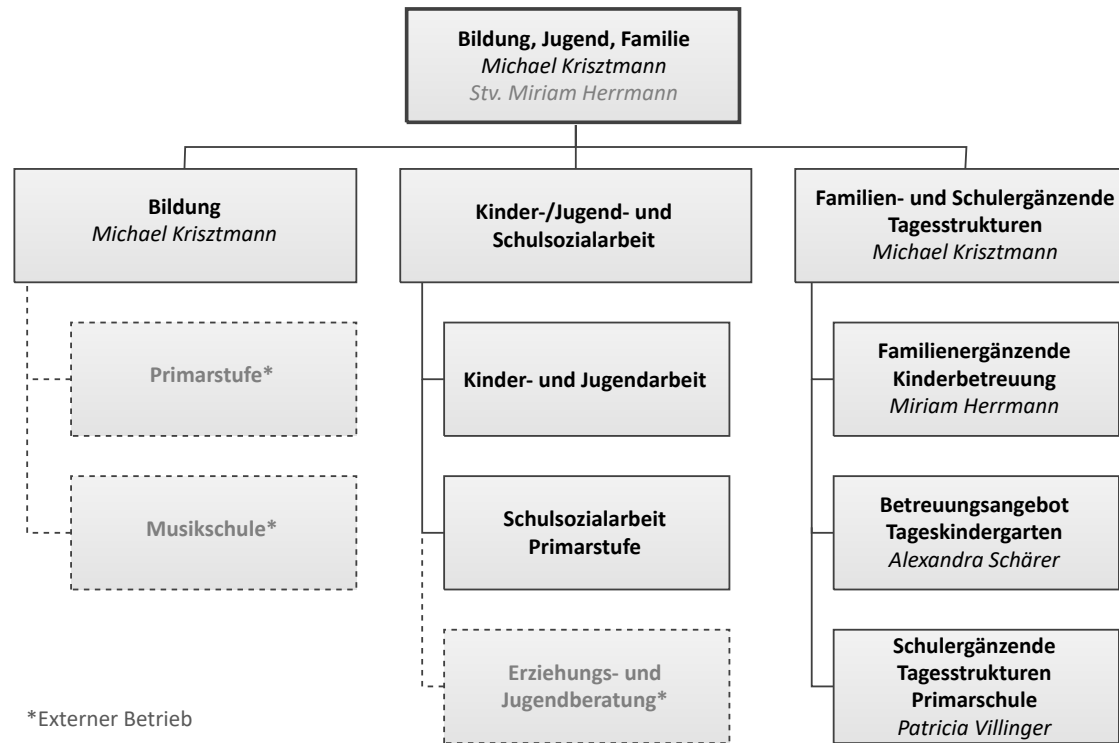 Bildung, Jugend, Familie
Michael Krisztmann
Stv. Miriam Herrmann
Bildung
Michael Krisztmann
Primarstufe*
Musikschule*
Kinder-/Jugend- und
Schulsozialarbeit
Kinder- und Jugendarbeit
Schulsozialarbeit
Primarstufe
Erziehungs- und
Jugendberatung*
Familien- und Schulergänzende
Tagesstrukturen
Michael Krisztmann
Familienergänzende
Kinderbetreuung
Miriam Herrmann
Betreuungsangebot
Tageskindergarten
Alexandra Schärer
Schulergänzende
Tagesstrukturen
Primarschule
Patricia Villinger
*Externer Betrieb